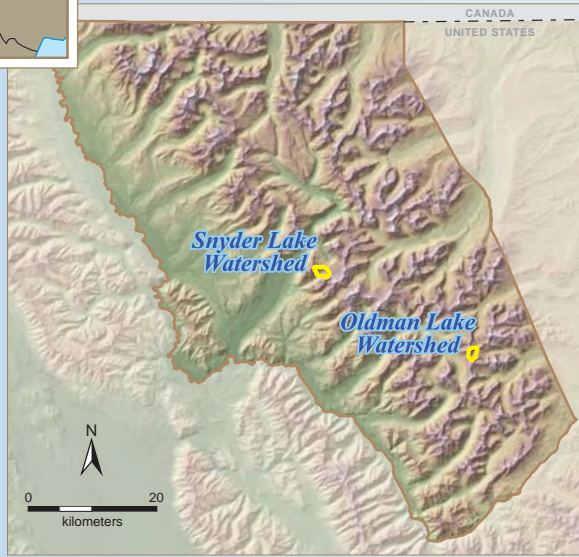 CANADA
UNITED STATES
Snyder Lake
Watershed
Oldman Lake
Watershed
N
0 20
kilometers